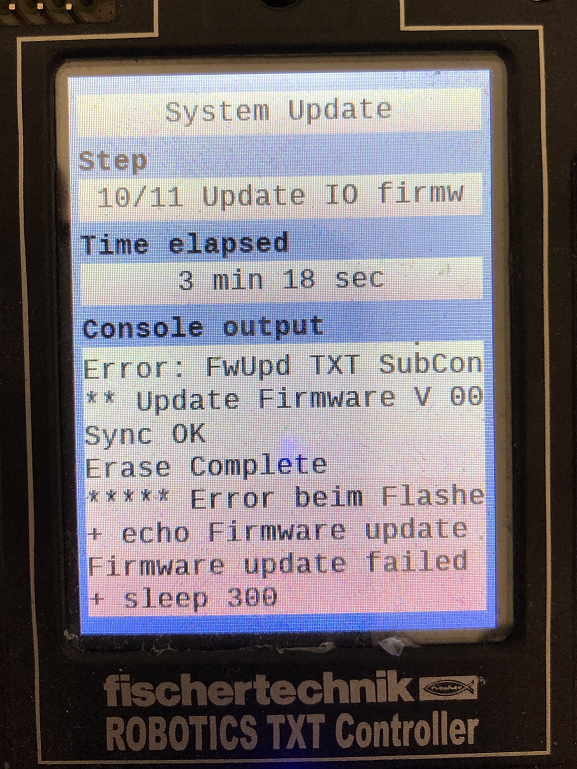 System Update
Step
10/11 Update IO firmw
Time elapsed
3 min 18 sec
Console output
Error: FwUpd TXT SubCon
** Update Firmware V 00
Sync OK
Erase Complete
***** Error beim Flashe
+ echo Firmware update
Firmware update failed
+ sleep 300
fischertechnik
ROBOTICS TXT Controller